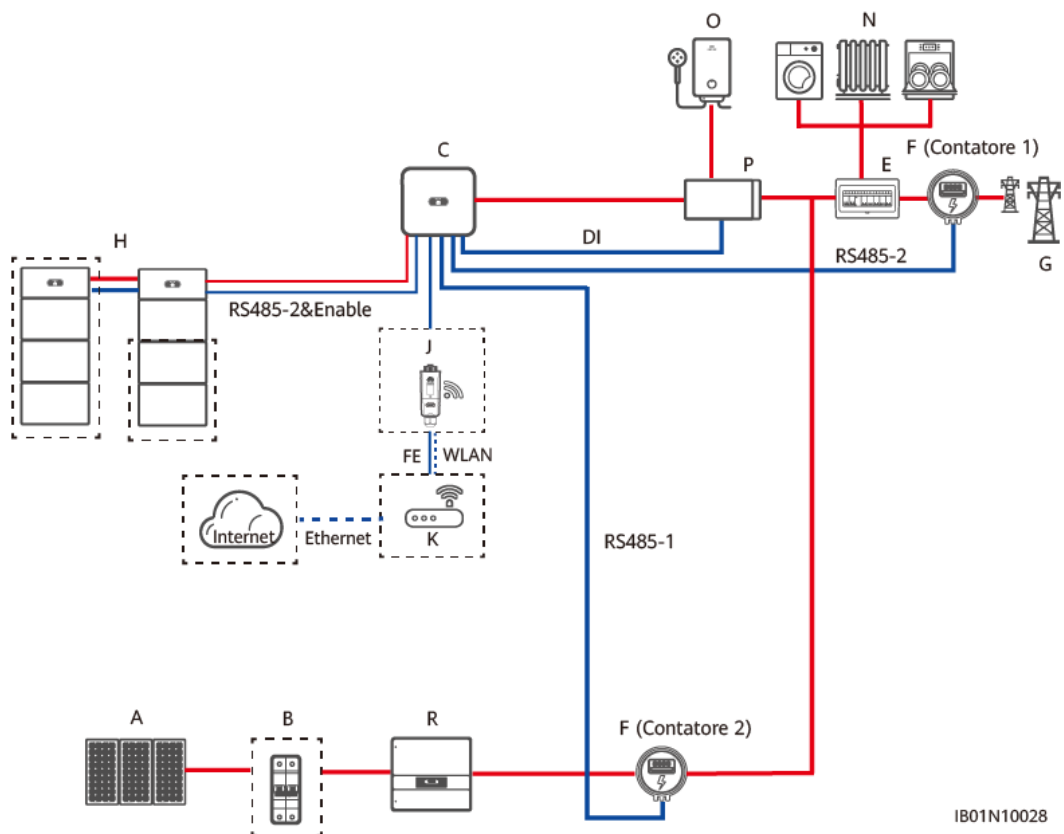 O
N
F (Contatore 1)
C
P
E
DI
RS485-2
G
H
RS485-2&Enable
J
FE
WLAN
Internet
Ethernet
K
RS485-1
A
B
R
F (Contatore 2)
IB01N10028